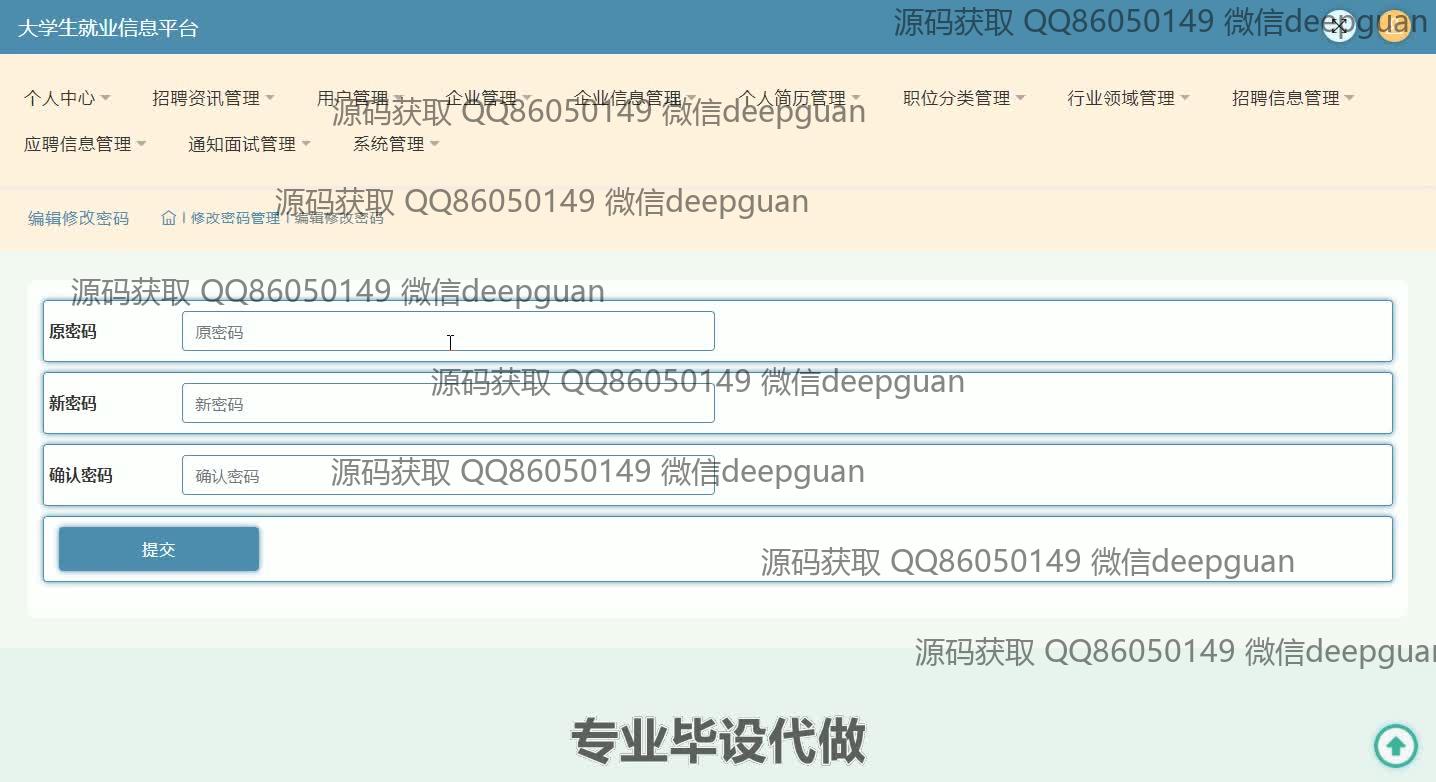 大学生就业信息平台
源码获取 QQ86050149 微信deepguan
个人中心 招聘资讯管理 用户管理 企业管理 企业信息管理 个人简历管理 职位分类管理 行业领域管理 招聘信息管理
源码获取 QQ86050149 微信deepguan
应聘信息管理 通知面试管理 系统管理
源码获取 QQ86050149 微信deepguan
编辑修改密码 修改密码管理 编辑修改密码
源码获取 QQ86050149 微信deepguan
原密码 原密码
源码获取 QQ86050149 微信deepguan
新密码 新密码
源码获取 QQ86050149 微信deepguan
确认密码 确认密码
提交
源码获取 QQ86050149 微信deepguan
源码获取 QQ86050149 微信deepguan
专业毕设代做